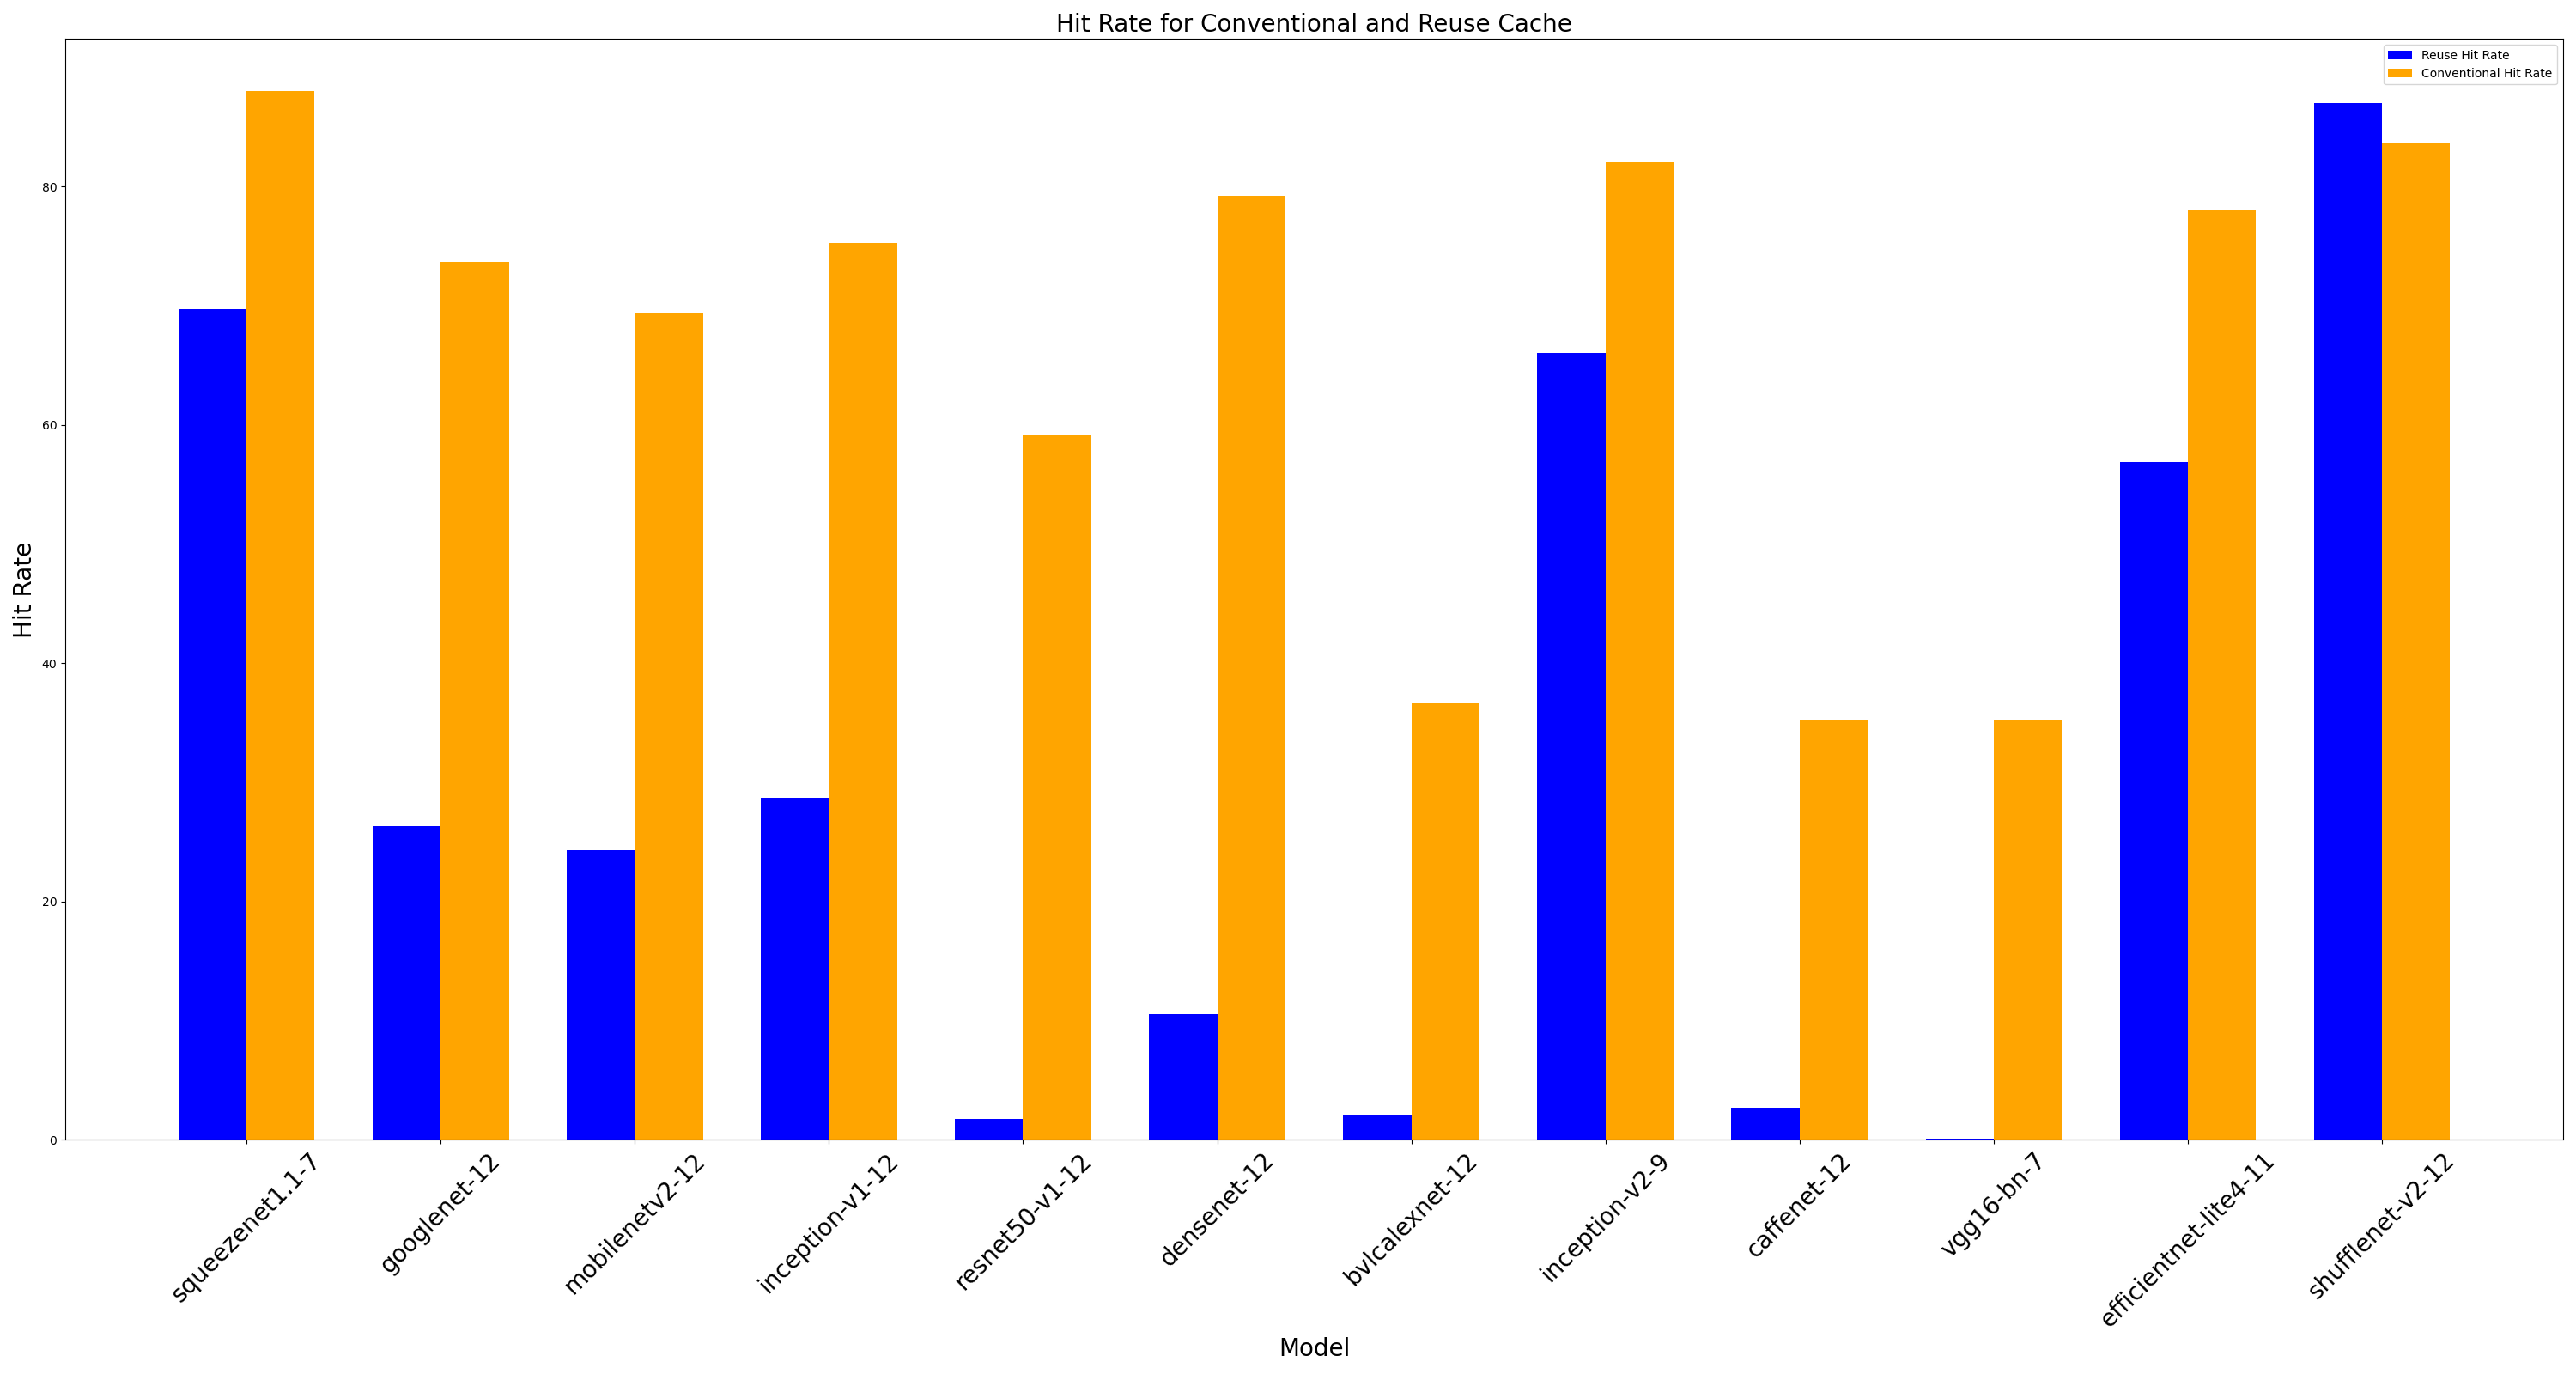 Hit Rate for Conventional and Reuse Cache
Reuse Hit Rate
Conventional Hit Rate
Hit Rate
80
60
40
20
0
squeezenet1.1-7
googlenet-12
mobilenetv2-12
inception-v1-12
resnet50-v1-12
densenet-12
bvlcalexnet-12
inception-v2-9
caffenet-12
vgg16-bn-7
efficientnet-lite4-11
shufflenet-v2-12
Model